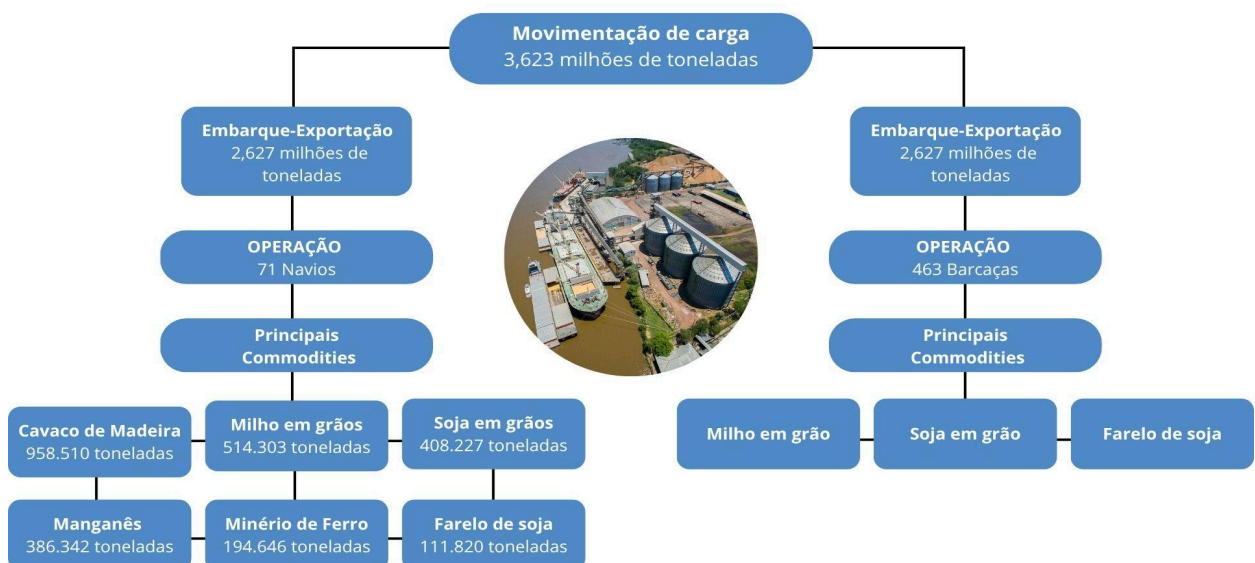 Movimentação de carga
3,623 milhões de toneladas
Embarque-Exportação
2,627 milhões de
toneladas
OPERAÇÃO
71 Navios
Principais
Commodities
Cavaco de Madeira
958.510 toneladas
Milho em grãos
514.303 toneladas
Soja em grãos
408.227 toneladas
Manganês
386.342 toneladas
Minério de Ferro
194.646 toneladas
Farelo de soja
111.820 toneladas
Embarque-Exportação
2,627 milhões de
toneladas
OPERAÇÃO
463 Barcaças
Principais
Commodities
Milho em grão
Soja em grão
Farelo de soja